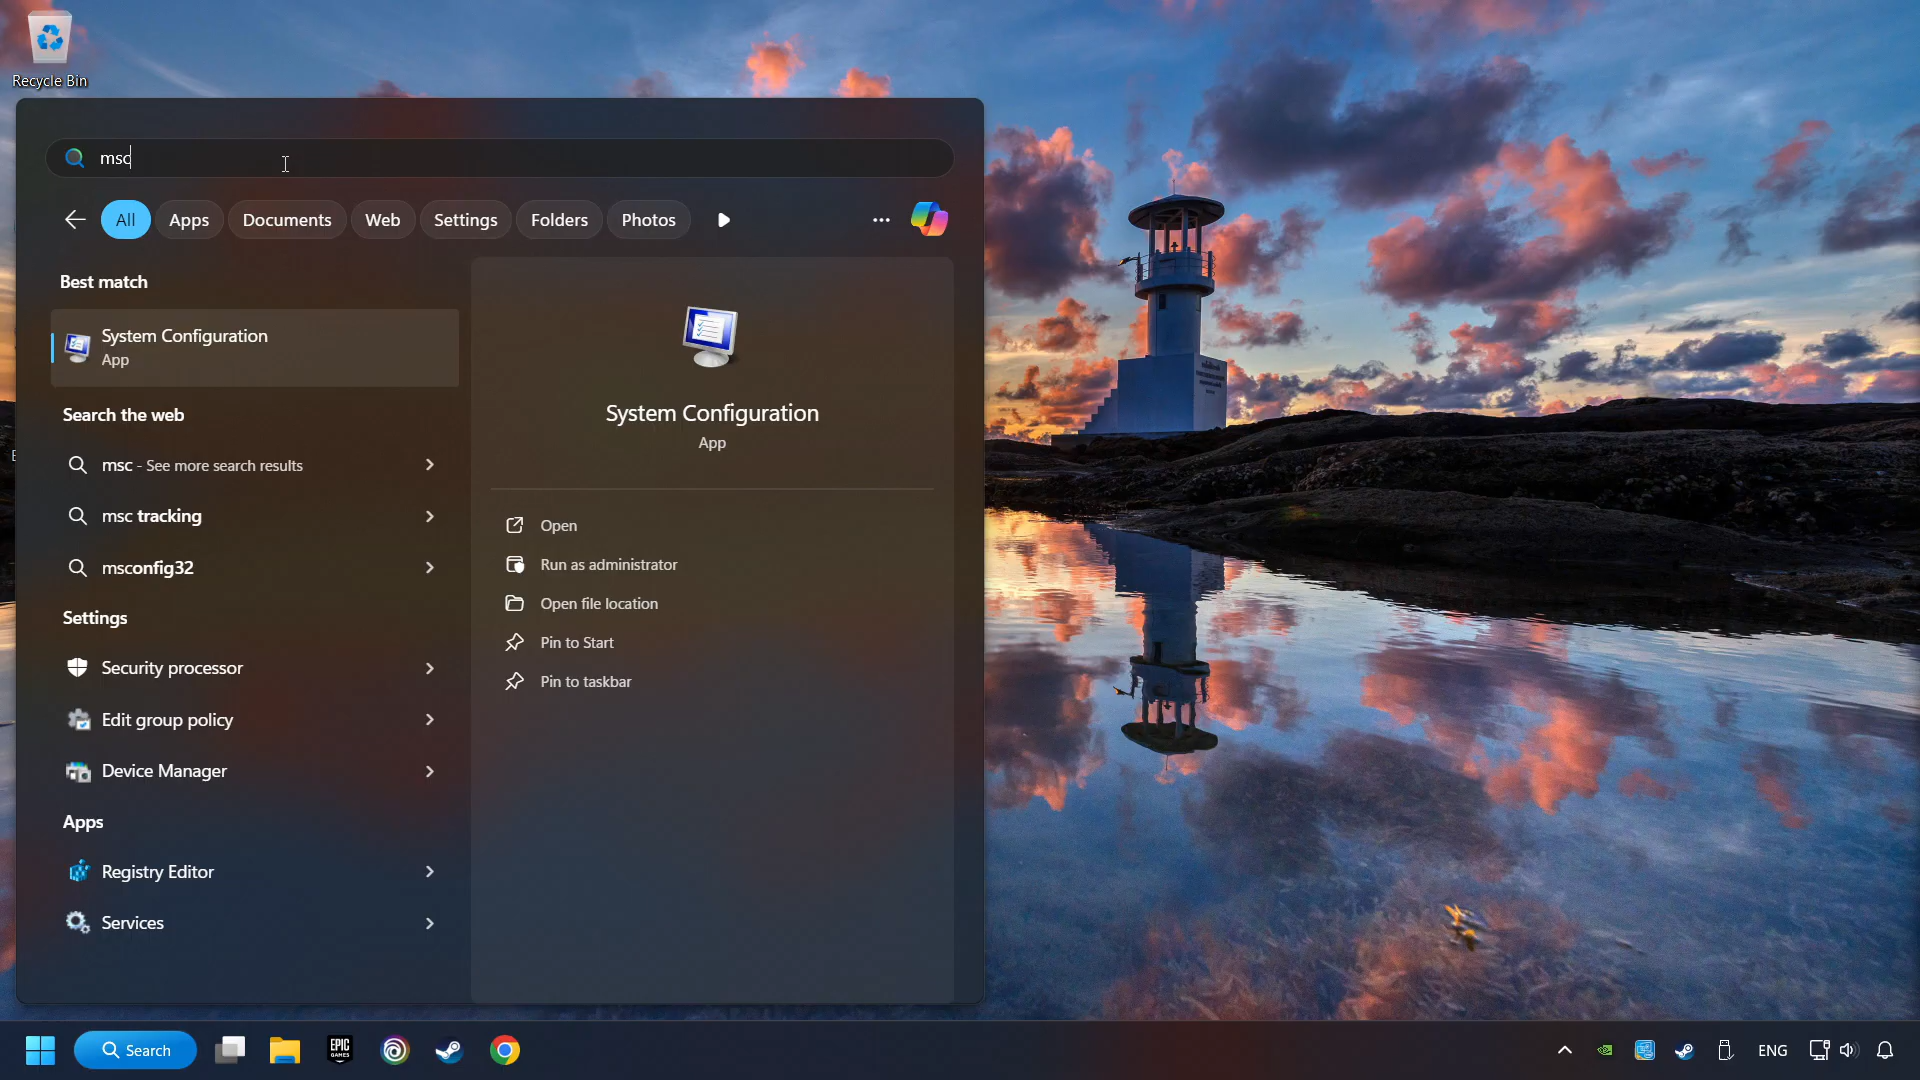 Recycle Bin
msc
All
Apps
Documents
Web
Settings
Folders
Photos
Best match
System Configuration
App
Search the web
msc - See more search results
msc tracking
msconfig32
Settings
Security processor
Edit group policy
Device Manager
Apps
Registry Editor
Services
System Configuration
App
Open
Run as administrator
Open file location
Pin to Start
Pin to taskbar
Search
EPIC
GAMES
ENG